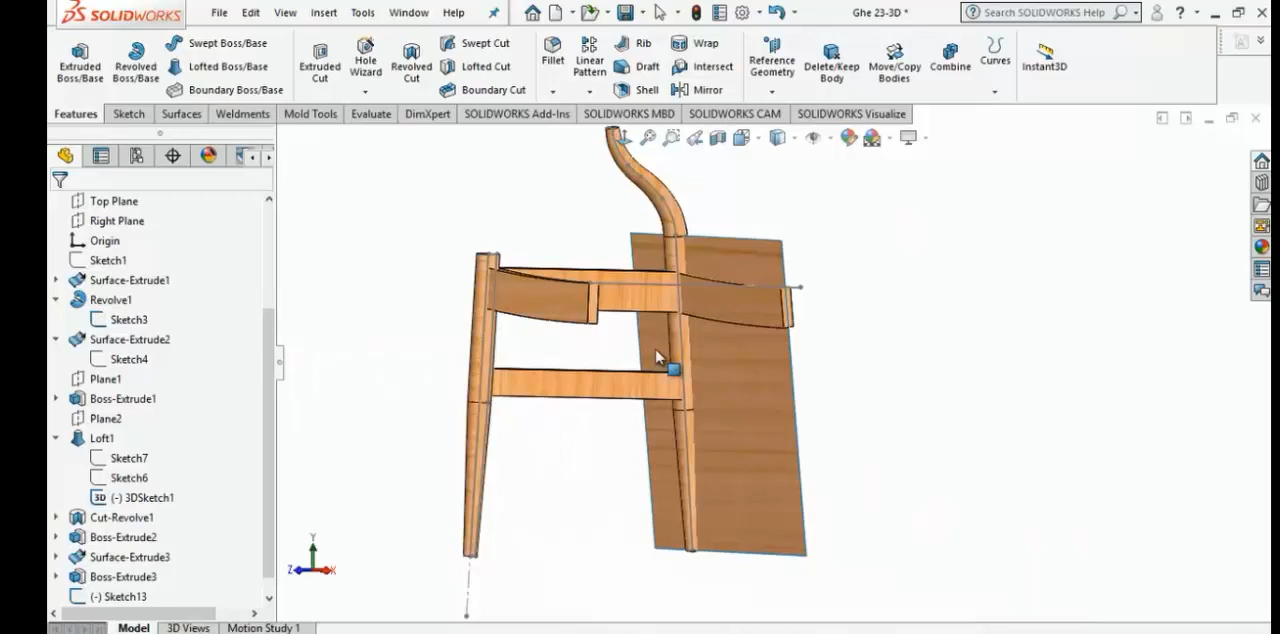 SOLIDWORKS File Edit View Insert Tools Window Help Ghe 23-3D * Search SOLIDWORKS Help ?
Extruded Boss/Base
Revolved Boss/Base
Swept Boss/Base
Lofted Boss/Base
Boundary Boss/Base
Extruded Cut
Hole Wizard
Revolved Cut
Swept Cut
Lofted Cut
Boundary Cut
Fillet
Linear Pattern
Rib
Draft
Shell
Wrap
Intersect
Mirror
Reference Geometry
Delete/Keep Body
Move/Copy Bodies
Combine
Curves
Instant3D
Features Sketch Surfaces Weldments Mold Tools Evaluate DimXpert SOLIDWORKS Add-Ins SOLIDWORKS MBD SOLIDWORKS CAM SOLIDWORKS Visualize
Top Plane
Right Plane
Origin
Sketch1
Surface-Extrude1
Revolve1
Sketch3
Surface-Extrude2
Sketch4
Plane1
Boss-Extrude1
Plane2
Loft1
Sketch7
Sketch6
3D (-) 3DSketch1
Cut-Revolve1
Boss-Extrude2
Surface-Extrude3
Boss-Extrude3
(-) Sketch13
Y
Z X
Model 3D Views Motion Study 1